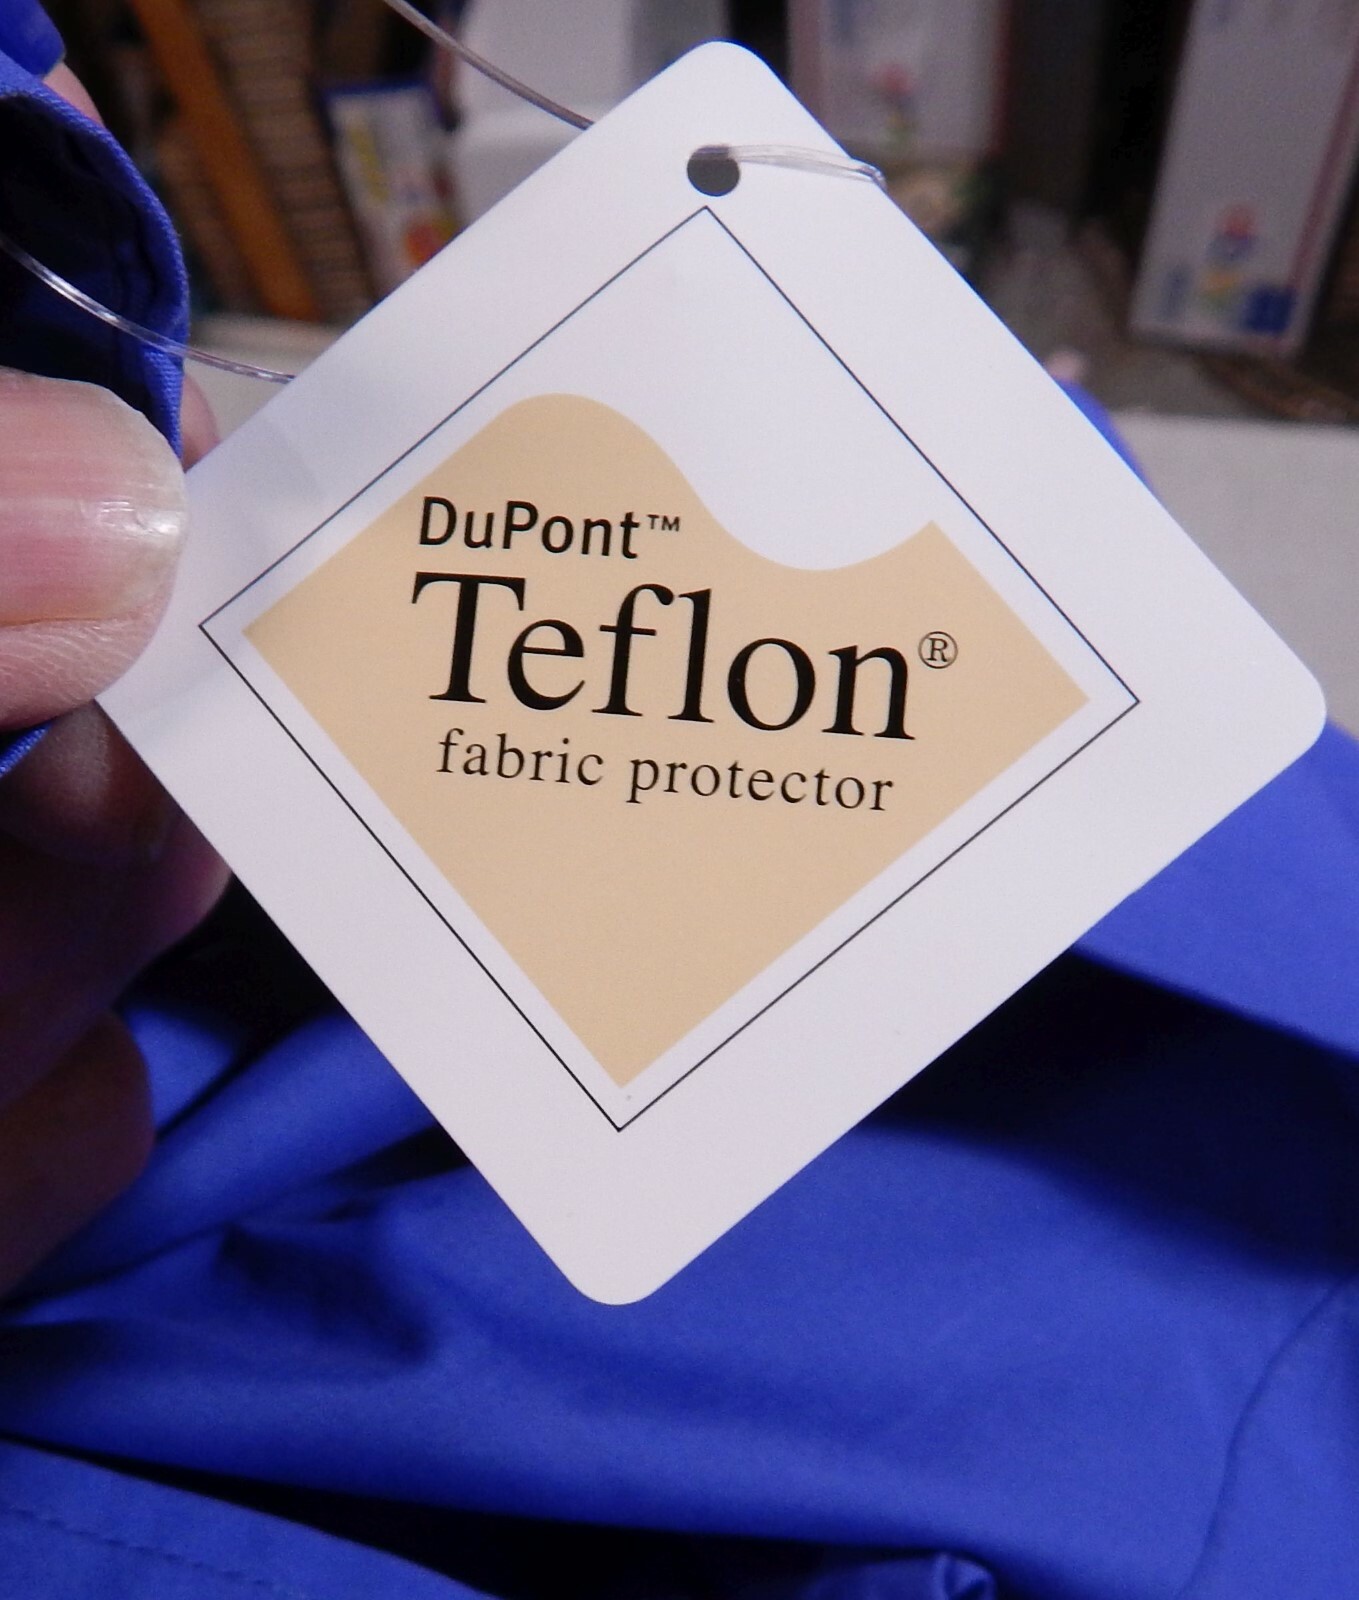 DuPont™
Teflon®
fabric protector